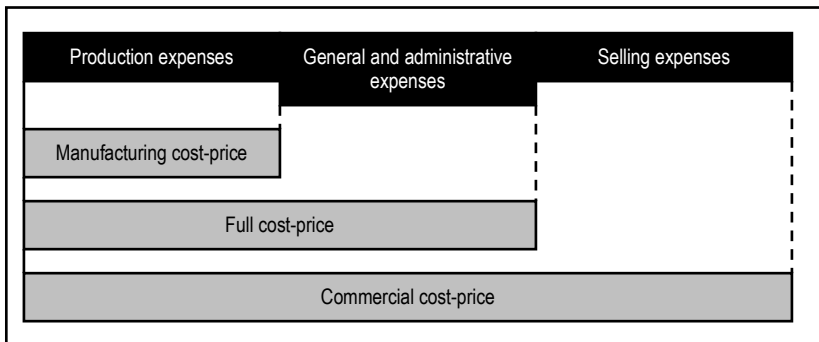 Production expenses
General and administrative
expenses
Selling expenses
Manufacturing cost-price
Full cost-price
Commercial cost-price